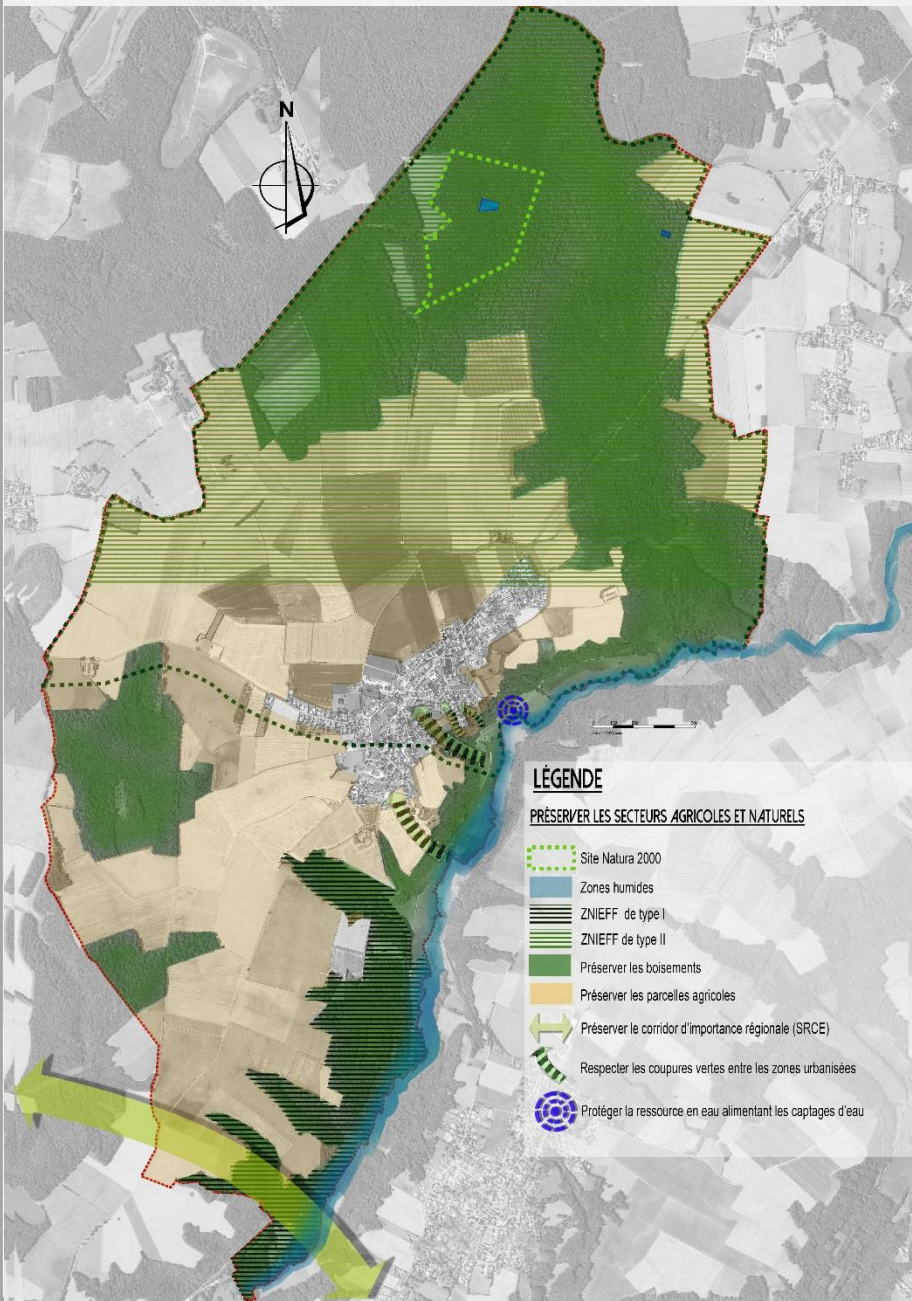 N
LÉGENDE
PRÉSERVER LES SECTEURS AGRICOLES ET NATURELS
Site Natura 2000
Zones humides
ZNIEFF de type I
ZNIEFF de type II
Préserver les boisements
Préserver les parcelles agricoles
Préserver le corridor d'importance régionale (SRCE)
Respecter les coupures vertes entre les zones urbanisées
Protéger la ressource en eau alimentant les captages d'eau